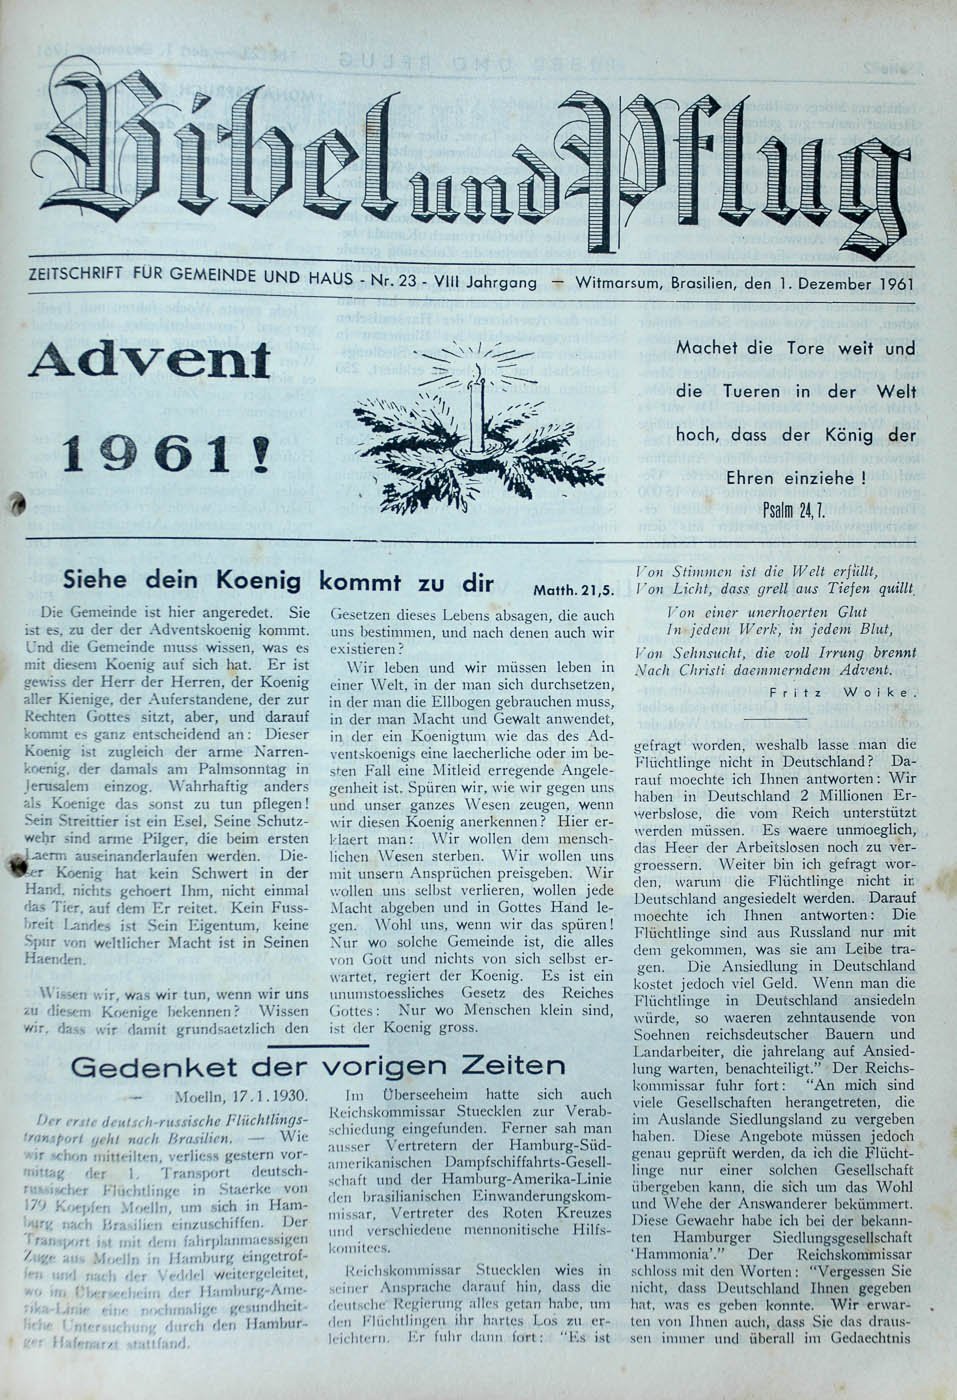 Bibel und Pflug
ZEITSCHRIFT FÜR GEMEINDE UND HAUS - Nr. 23 - VIII Jahrgang — Witmarsum, Brasilien, den 1. Dezember 1961
Advent
1961!
Machet die Tore weit und
die Tueren in der Welt
hoch, dass der König der
Ehren einziehe !
Psalm 24,7.
Siehe dein Koenig kommt zu dir Matth. 21,5.
Die Gemeinde ist hier angeredet. Sie
ist es, zu der der Adventskoenig kommt.
Und die Gemeinde muss wissen, was es
mit diesem Koenig auf sich hat. Er ist
gewiss der Herr der Herren, der Koenig
aller Kienige, der Auferstandene, der zur
Rechten Gottes sitzt, aber, und darauf
kommt es ganz entscheidend an: Dieser
Koenig ist zugleich der arme Narren-
koenig, der damals am Palmsonntag in
Jerusalem einzog. Wahrhaftig anders
als Koenige das sonst zu tun pflegen!
Sein Streittier ist ein Esel, Seine Schutz-
wehr sind arme Pilger, die beim ersten
Laerm auseinanderlaufen werden. Die-
ser Koenig hat kein Schwert in der
Hand, nichts gehoert Ihm, nicht einmal
das Tier, auf dem Er reitet. Kein Fuss-
breit Landes ist Sein Eigentum, keine
Spur von weltlicher Macht ist in Seinen
Haenden.
Wissen wir, was wir tun, wenn wir uns
zu diesem Koenige bekennen? Wissen
wir, dass wir damit grundsaetzlich den
Gesetzen dieses Lebens absagen, die auch
uns bestimmen, und nach denen auch wir
existieren?
Wir leben und wir müssen leben in
einer Welt, in der man sich durchsetzen,
in der man die Ellbogen gebrauchen muss,
in der man Macht und Gewalt anwendet,
in der ein Koenigtum wie das des Ad-
ventskoenigs eine laecherliche oder im be-
sten Fall eine Mitleid erregende Angele-
genheit ist. Spüren wir, wie wir gegen uns
und unser ganzes Wesen zeugen, wenn
wir diesen Koenig anerkennen? Hier er-
klaert man: Wir wollen dem mensch-
lichen Wesen sterben. Wir wollen uns
mit unsern Ansprüchen preisgeben. Wir
wollen uns selbst verlieren, wollen jede
Macht abgeben und in Gottes Hand le-
gen. Wohl uns, wenn wir das spüren!
Nur wo solche Gemeinde ist, die alles
von Gott und nichts von sich selbst er-
wartet, regiert der Koenig. Es ist ein
unumstoessliches Gesetz des Reiches
Gottes: Nur wo Menschen klein sind,
ist der Koenig gross.
Von Stimmen ist die Welt erfüllt,
Von Licht, dass grell aus Tiefen quillt.
Von einer unerhoerten Glut
In jedem Werk, in jedem Blut,
Von Sehnsucht, die voll Irrung brennt
Nach Christi daemmerndem Advent.
Fritz Woike.
Gedenket der vorigen Zeiten
— Moelln, 17.1.1930.
Der erste deutsch-russische Flüchtlings-
transport geht nach Brasilien. — Wie
wir schon mitteilten, verliess gestern vor-
mittag der 1. Transport deutsch-
russischer Flüchtlinge in Staerke von
179 Koepfen Moelln, um sich in Ham-
burg nach Brasilien einzuschiffen. Der
Transport ist mit dem fahrplanmaessigen
Zuge aus Moelln in Hamburg eingetrof-
fen und nach der Veddel weitergeleitet,
wo im Überseeheim der Hamburg-Ame-
rika-Linie eine nochmalige gesundheit-
liche Untersuchung durch den Hambur-
ger Hafenarzt stattfand.
Im Überseeheim hatte sich auch
Reichskommissar Stuecklen zur Verab-
schiedung eingefunden. Ferner sah man
ausser Vertretern der Hamburg-Süd-
amerikanischen Dampfschiffahrts-Gesell-
schaft und der Hamburg-Amerika-Linie
den brasilianischen Einwanderungskom-
missar, Vertreter des Roten Kreuzes
und verschiedene mennonitische Hilfs-
komitees.
Reichskommissar Stuecklen wies in
seiner Ansprache darauf hin, dass die
deutsche Regierung alles getan habe, um
den Flüchtlingen ihr hartes Los zu er-
leichtern. Er fuhr dann fort: "Es ist
gefragt worden, weshalb lasse man die
Flüchtlinge nicht in Deutschland? Da-
rauf moechte ich Ihnen antworten: Wir
haben in Deutschland 2 Millionen Er-
werbslose, die vom Reich unterstützt
werden müssen. Es waere unmoeglich,
das Heer der Arbeitslosen noch zu ver-
groessern. Weiter bin ich gefragt wor-
den, warum die Flüchtlinge nicht in
Deutschland angesiedelt werden. Darauf
moechte ich Ihnen antworten: Die
Flüchtlinge sind aus Russland nur mit
dem gekommen, was sie am Leibe tra-
gen. Die Ansiedlung in Deutschland
kostet jedoch viel Geld. Wenn man die
Flüchtlinge in Deutschland ansiedeln
würde, so waeren zehntausende von
Soehnen reichsdeutscher Bauern und
Landarbeiter, die jahrelang auf Ansied-
lung warten, benachteiligt." Der Reichs-
kommissar fuhr fort: "An mich sind
viele Gesellschaften herangetreten, die
im Auslande Siedlungsland zu vergeben
haben. Diese Angebote müssen jedoch
genau geprüft werden, da ich die Flücht-
linge nur einer solchen Gesellschaft
übergeben kann, die sich um das Wohl
und Wehe der Answanderer bekümmert.
Diese Gewaehr habe ich bei der bekann-
ten Hamburger Siedlungsgesellschaft
'Hammonia'." Der Reichskommissar
schloss mit den Worten: "Vergessen Sie
nicht, dass Deutschland Ihnen gegeben
hat, was es geben konnte. Wir erwar-
ten von Ihnen auch, dass Sie das draus-
sen immer und überall im Gedaechtnis